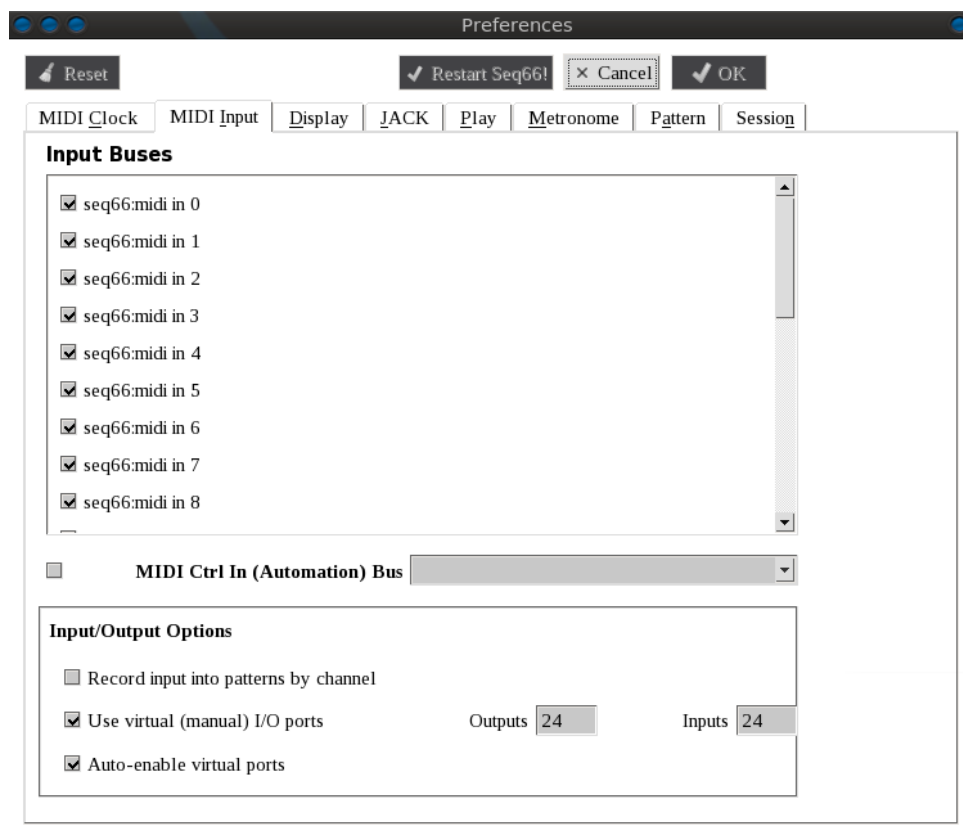 Preferences
Reset Restart Seq66! Cancel OK
MIDI Clock MIDI Input Display JACK Play Metronome Pattern Session
Input Buses
seq66:midi in 0
seq66:midi in 1
seq66:midi in 2
seq66:midi in 3
seq66:midi in 4
seq66:midi in 5
seq66:midi in 6
seq66:midi in 7
seq66:midi in 8
MIDI Ctrl In (Automation) Bus
Input/Output Options
Record input into patterns by channel
Use virtual (manual) I/O ports Outputs 24 Inputs 24
Auto-enable virtual ports